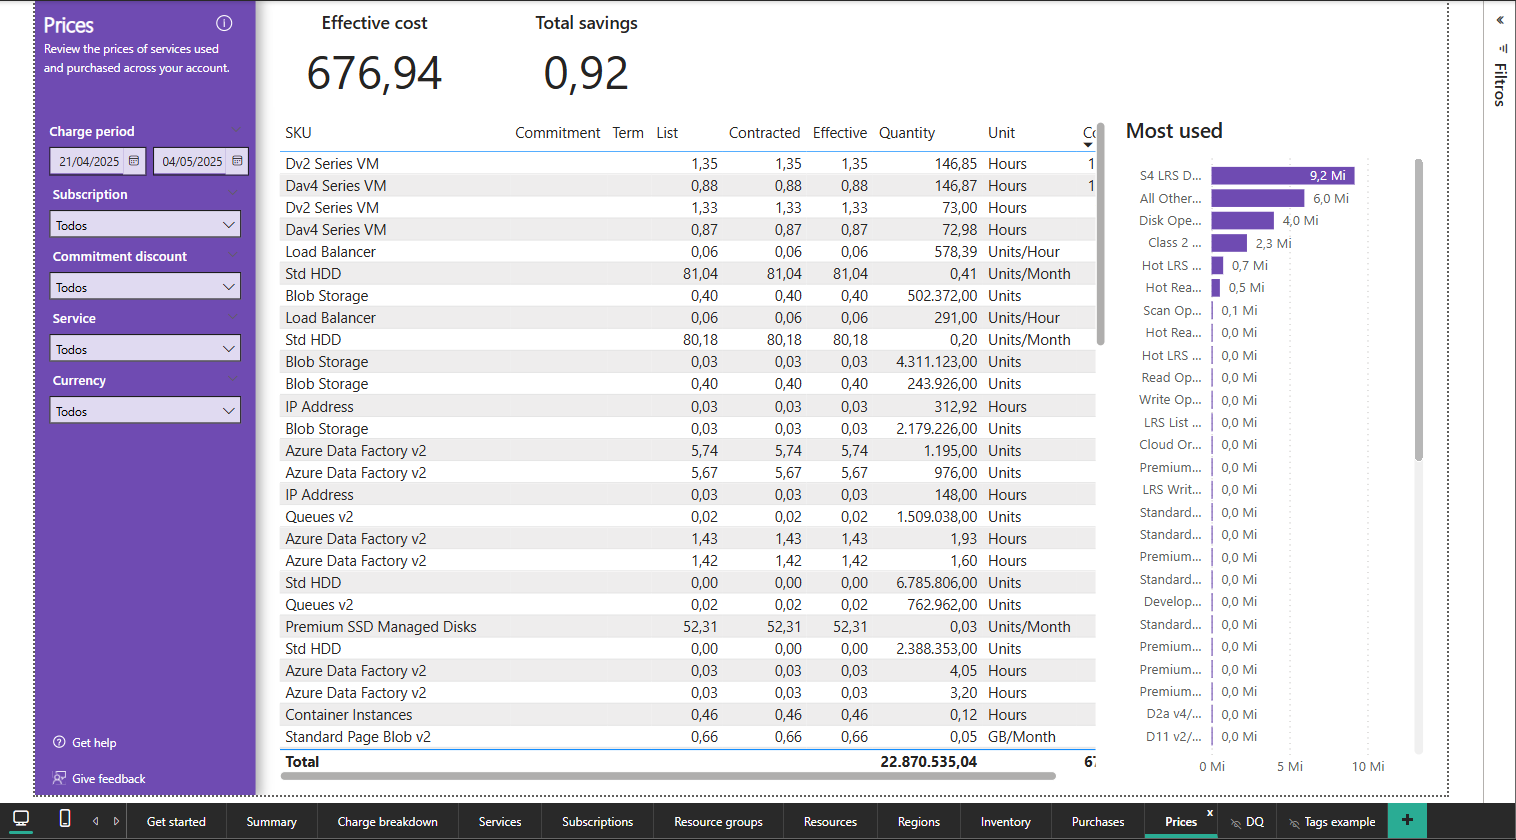 Prices
Review the prices of services used
and purchased across your account.
Charge period
21/04/2025 04/05/2025
Subscription
Todos
Commitment discount
Todos
Service
Todos
Currency
Todos
Get help
Give feedback
Effective cost Total savings
676,94 0,92
SKU Commitment Term List Contracted Effective Quantity Unit Co
Dv2 Series VM 1,35 1,35 1,35 146,85 Hours 1
Dav4 Series VM 0,88 0,88 0,88 146,87 Hours 1
Dv2 Series VM 1,33 1,33 1,33 73,00 Hours
Dav4 Series VM 0,87 0,87 0,87 72,98 Hours
Load Balancer 0,06 0,06 0,06 578,39 Units/Hour
Std HDD 81,04 81,04 81,04 0,41 Units/Month
Blob Storage 0,40 0,40 0,40 502.372,00 Units
Load Balancer 0,06 0,06 0,06 291,00 Units/Hour
Std HDD 80,18 80,18 80,18 0,20 Units/Month
Blob Storage 0,03 0,03 0,03 4.311.123,00 Units
Blob Storage 0,40 0,40 0,40 243.926,00 Units
IP Address 0,03 0,03 0,03 312,92 Hours
Blob Storage 0,03 0,03 0,03 2.179.226,00 Units
Azure Data Factory v2 5,74 5,74 5,74 1.195,00 Units
Azure Data Factory v2 5,67 5,67 5,67 976,00 Units
IP Address 0,03 0,03 0,03 148,00 Hours
Queues v2 0,02 0,02 0,02 1.509.038,00 Units
Azure Data Factory v2 1,43 1,43 1,43 1,93 Hours
Azure Data Factory v2 1,42 1,42 1,42 1,60 Hours
Std HDD 0,00 0,00 0,00 6.785.806,00 Units
Queues v2 0,02 0,02 0,02 762.962,00 Units
Premium SSD Managed Disks 52,31 52,31 52,31 0,03 Units/Month
Std HDD 0,00 0,00 0,00 2.388.353,00 Units
Azure Data Factory v2 0,03 0,03 0,03 4,05 Hours
Azure Data Factory v2 0,03 0,03 0,03 3,20 Hours
Container Instances 0,46 0,46 0,46 0,12 Hours
Standard Page Blob v2 0,66 0,66 0,66 0,05 GB/Month
Total 22.870.535,04 67
Most used
S4 LRS D... 9,2 Mi
All Other... 6,0 Mi
Disk Ope... 4,0 Mi
Class 2 ... 2,3 Mi
Hot LRS ... 0,7 Mi
Hot Rea... 0,5 Mi
Scan Op... 0,1 Mi
Hot Rea... 0,0 Mi
Hot LRS ... 0,0 Mi
Read Op... 0,0 Mi
Write Op... 0,0 Mi
LRS List ... 0,0 Mi
Cloud Or... 0,0 Mi
Premium... 0,0 Mi
LRS Writ... 0,0 Mi
Standard... 0,0 Mi
Standard... 0,0 Mi
Premium... 0,0 Mi
Standard... 0,0 Mi
Develop... 0,0 Mi
Standard... 0,0 Mi
Premium... 0,0 Mi
Premium... 0,0 Mi
Premium... 0,0 Mi
D2a v4/... 0,0 Mi
D11 v2/... 0,0 Mi
0 Mi 5 Mi 10 Mi
Filtros
Get started Summary Charge breakdown Services Subscriptions Resource groups Resources Regions Inventory Purchases Prices x DQ Tags example +